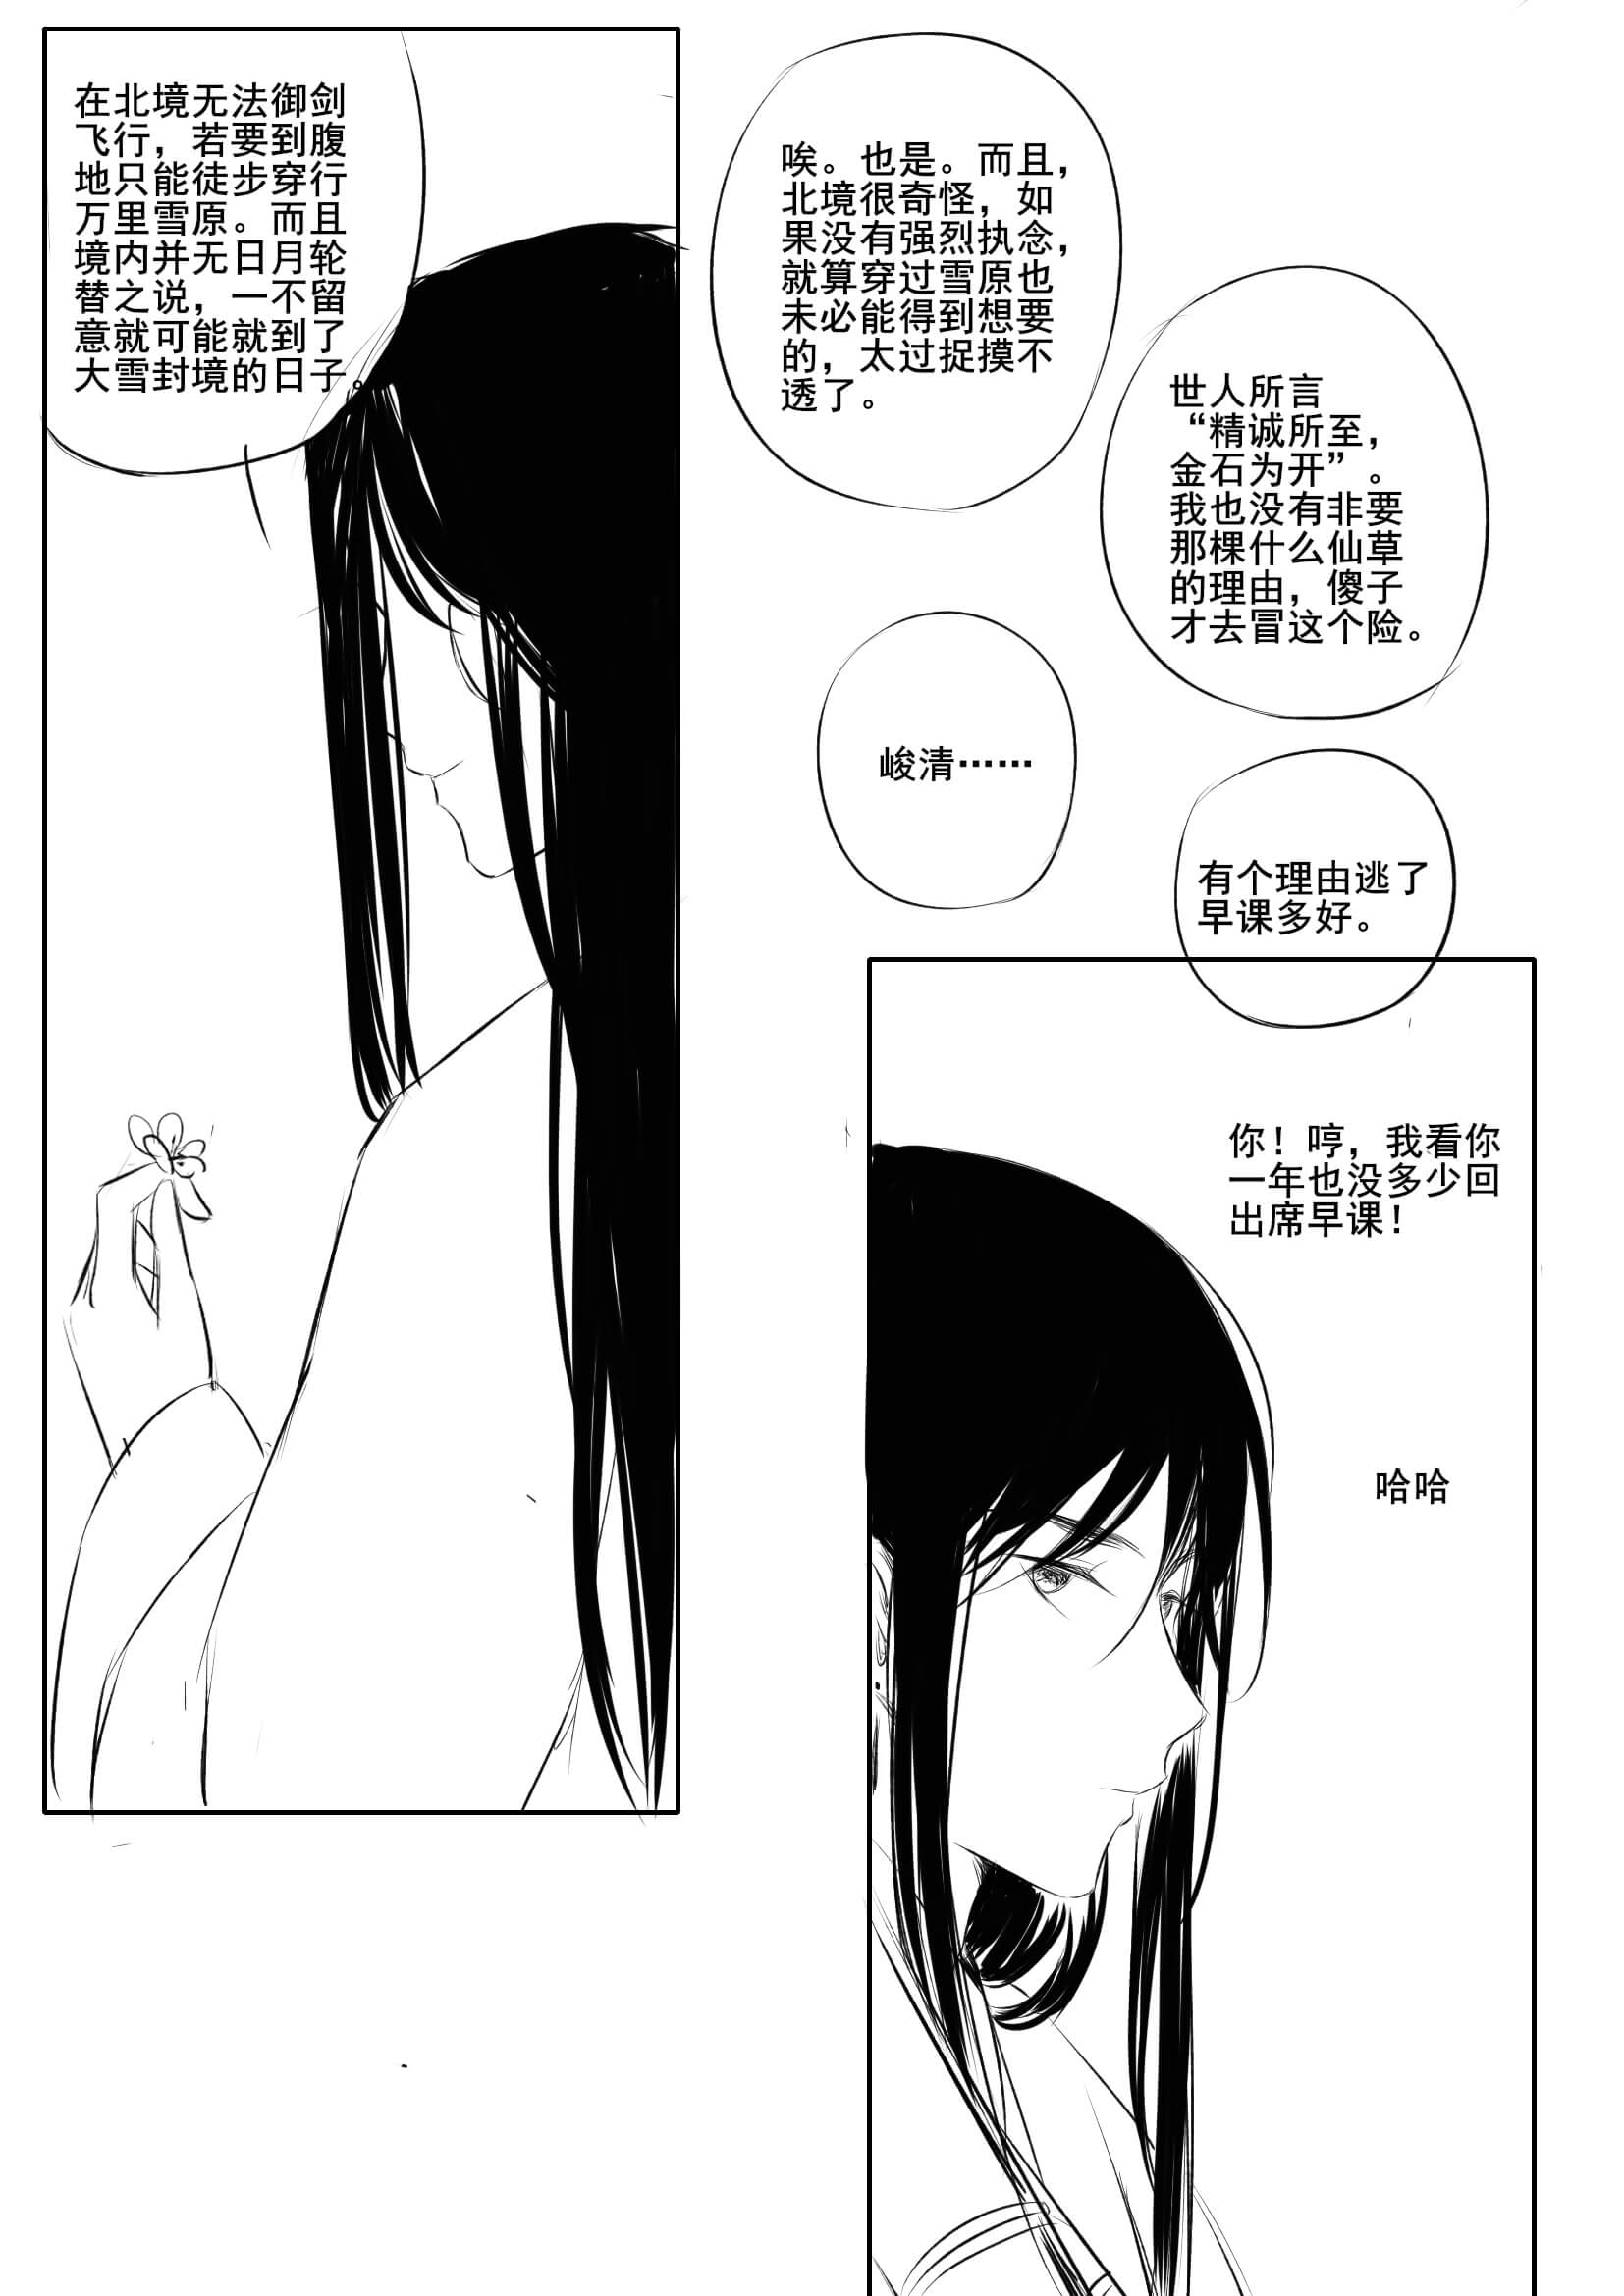 在北境无法御剑
飞行，若要到腹
地只能徒步穿行
万里雪原。而且
境内并无日月轮
替之说，一不留
意就可能就到了
大雪封境的日子。
唉。也是。而且，
北境很奇怪，如
果没有强烈执念，
就算穿过雪原也
未必能得到想要
的，太过捉摸不
透了。
世人所言
“精诚所至，
金石为开”。
我也没有非要
那棵什么仙草
的理由，傻子
才去冒这个险。
峻清……
有个理由逃了
早课多好。
你！哼，我看你
一年也没多少回
出席早课！
哈哈